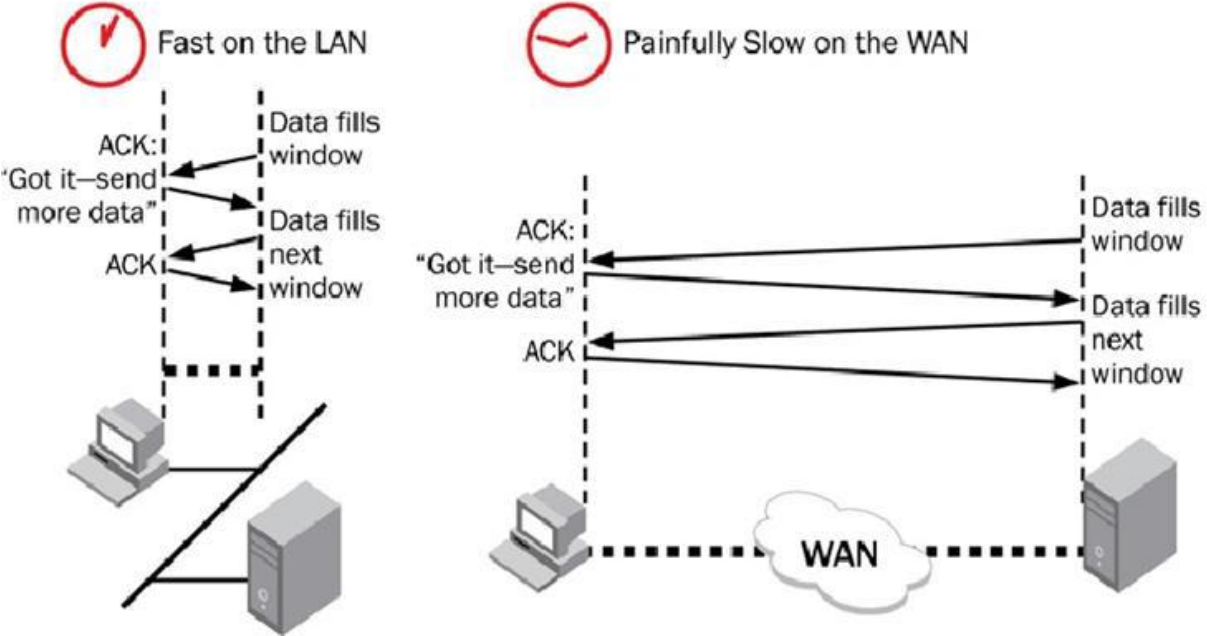 Fast on the LAN
Painfully Slow on the WAN
Data fills
window
ACK:
"Got it—send
more data"
Data fills
next
window
ACK
Data fills
window
ACK:
"Got it—send
more data"
Data fills
next
window
ACK
WAN